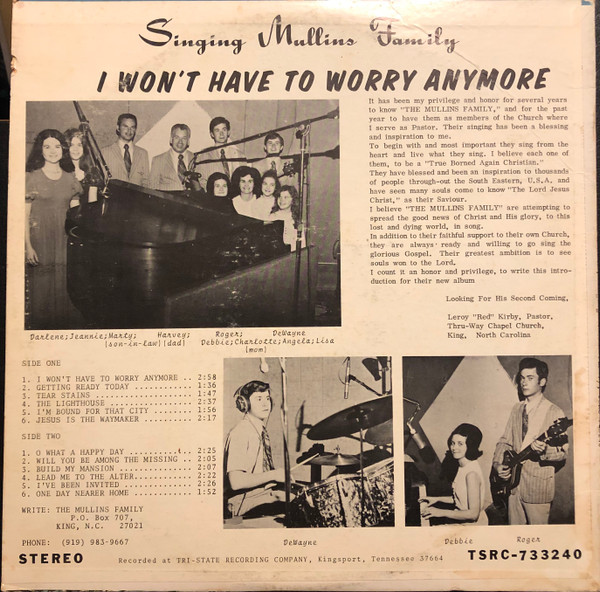 Singing Mullins Family
I WON'T HAVE TO WORRY ANYMORE
It has been my privilege and honor for several years
to know "THE MULLINS FAMILY," and for the past
year to have them as members of the Church where
I serve as Pastor. Their singing has been a blessing
and inspiration to me.
To begin with and most important they sing from the
heart and live what they sing. I believe each one of
them, to be a "True Borned Again Christian."
They have blessed and been an inspiration to thousands
of people through-out the South Eastern, U.S.A. and
have seen many souls come to know "The Lord Jesus
Christ," as their Saviour.
I believe "THE MULLINS FAMILY" are attempting to
spread the good news of Christ and His glory, to this
lost and dying world, in song.
In addition to their faithful support to their own Church,
they are always ready and willing to go sing the
glorious Gospel. Their greatest ambition is to see
souls won to the Lord.
I count it an honor and privilege, to write this intro-
duction for their new album
Looking For His Second Coming,
Leroy "Red" Kirby, Pastor,
Thru-Way Chapel Church,
King, North Carolina
Darlene;Jeannie;Marty; Harvey; Roger; DeWayne
(son-in-law)(dad) Debbie;Charlotte;Angela;Lisa
(mom)
SIDE ONE
1. I WON'T HAVE TO WORRY ANYMORE .. 2:58
2. GETTING READY TODAY ............ 1:36
3. TEAR STAINS .................... 1:47
4. THE LIGHTHOUSE ................. 2:37
5. I'M BOUND FOR THAT CITY ........ 1:56
6. JESUS IS THE WAYMAKER .......... 2:17
SIDE TWO
1. O WHAT A HAPPY DAY ............. 2:25
2. WILL YOU BE AMONG THE MISSING .. 2:05
3. BUILD MY MANSION ............... 2:07
4. LEAD ME TO THE ALTER............ 2:22
5. I'VE BEEN INVITED .............. 2:26
6. ONE DAY NEARER HOME ............ 1:52
WRITE: THE MULLINS FAMILY
P.O. Box 707,
KING, N.C. 27021
PHONE: (919) 983-9667
DeWayne
Debbie Roger
STEREO Recorded at TRI-STATE RECORDING COMPANY, Kingsport, Tennessee 37664 TSRC-733240